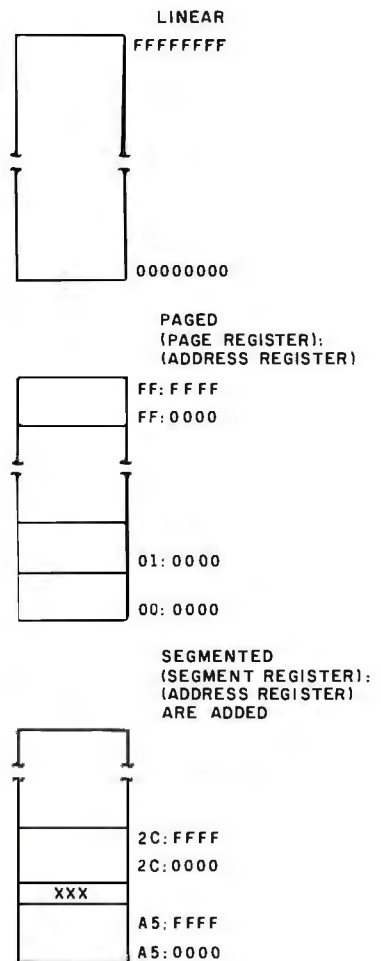 LINEAR
FFFFFFFF
00000000
PAGED
(PAGE REGISTER):
(ADDRESS REGISTER)
FF:FFFF
FF:0000
01:0000
00:0000
SEGMENTED
(SEGMENT REGISTER):
(ADDRESS REGISTER)
ARE ADDED
2C:FFFF
2C:0000
XXX
A5:FFFF
A5:0000